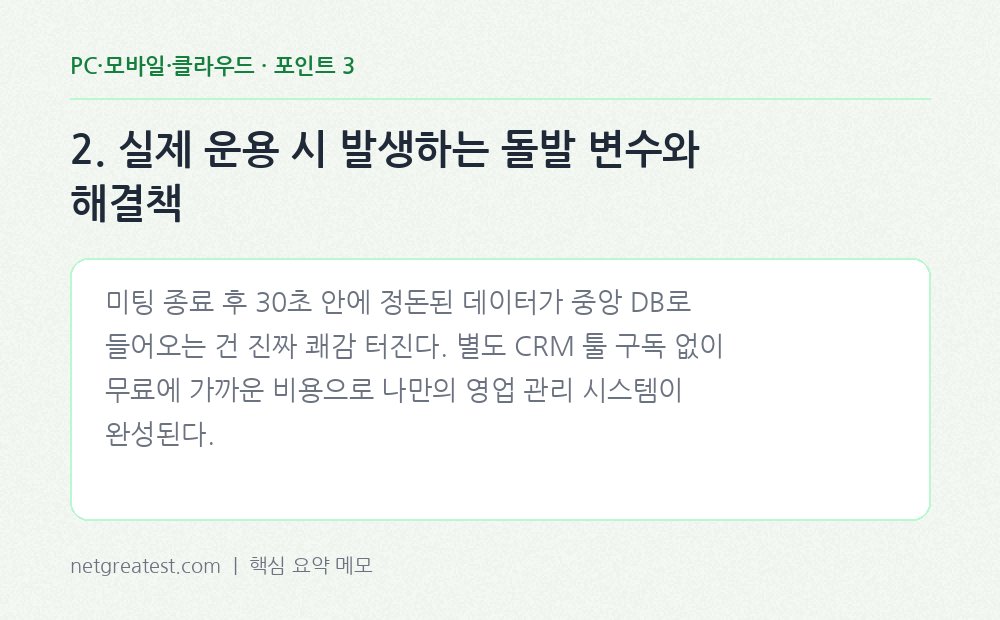 PC·모바일·클라우드 · 포인트 3
2. 실제 운용 시 발생하는 돌발 변수와
해결책
미팅 종료 후 30초 안에 정돈된 데이터가 중앙 DB로
들어오는 건 진짜 쾌감 터진다. 별도 CRM 툴 구독 없이
무료에 가까운 비용으로 나만의 영업 관리 시스템이
완성된다.
netgreatest.com | 핵심 요약 메모